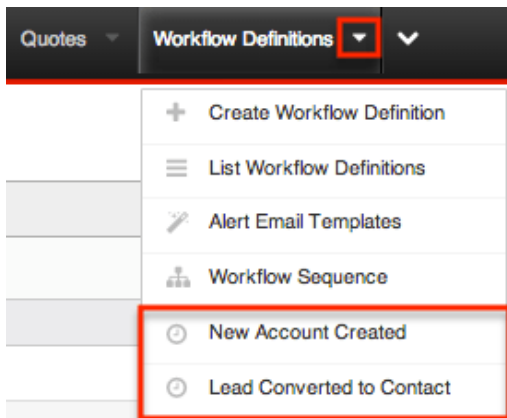 Quotes Workflow Definitions
Create Workflow Definition
List Workflow Definitions
Alert Email Templates
Workflow Sequence
New Account Created
Lead Converted to Contact